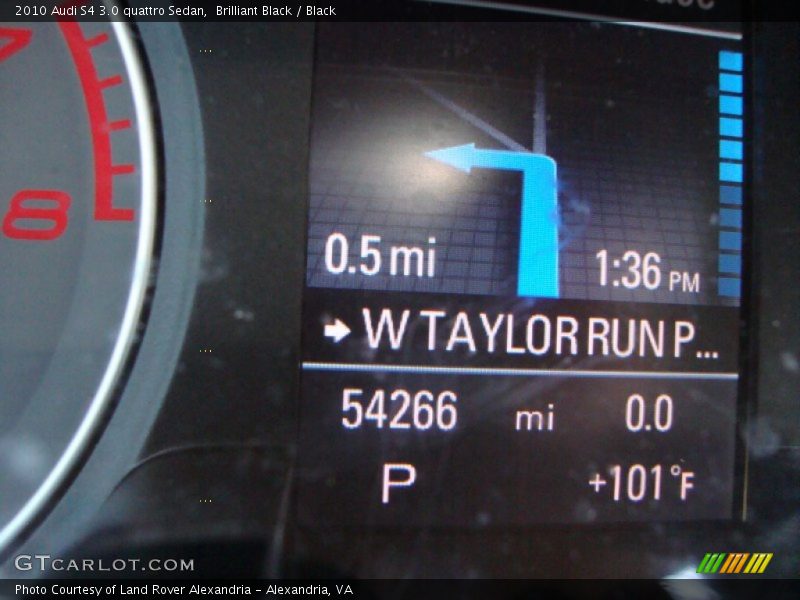 2010 Audi S4 3.0 quattro Sedan,  Brilliant Black / Black
8
0.5 mi
1:36 PM
W TAYLOR RUN P...
54266 mi 0.0
P +101°F
GTCARLOT.COM
Photo Courtesy of Land Rover Alexandria - Alexandria, VA